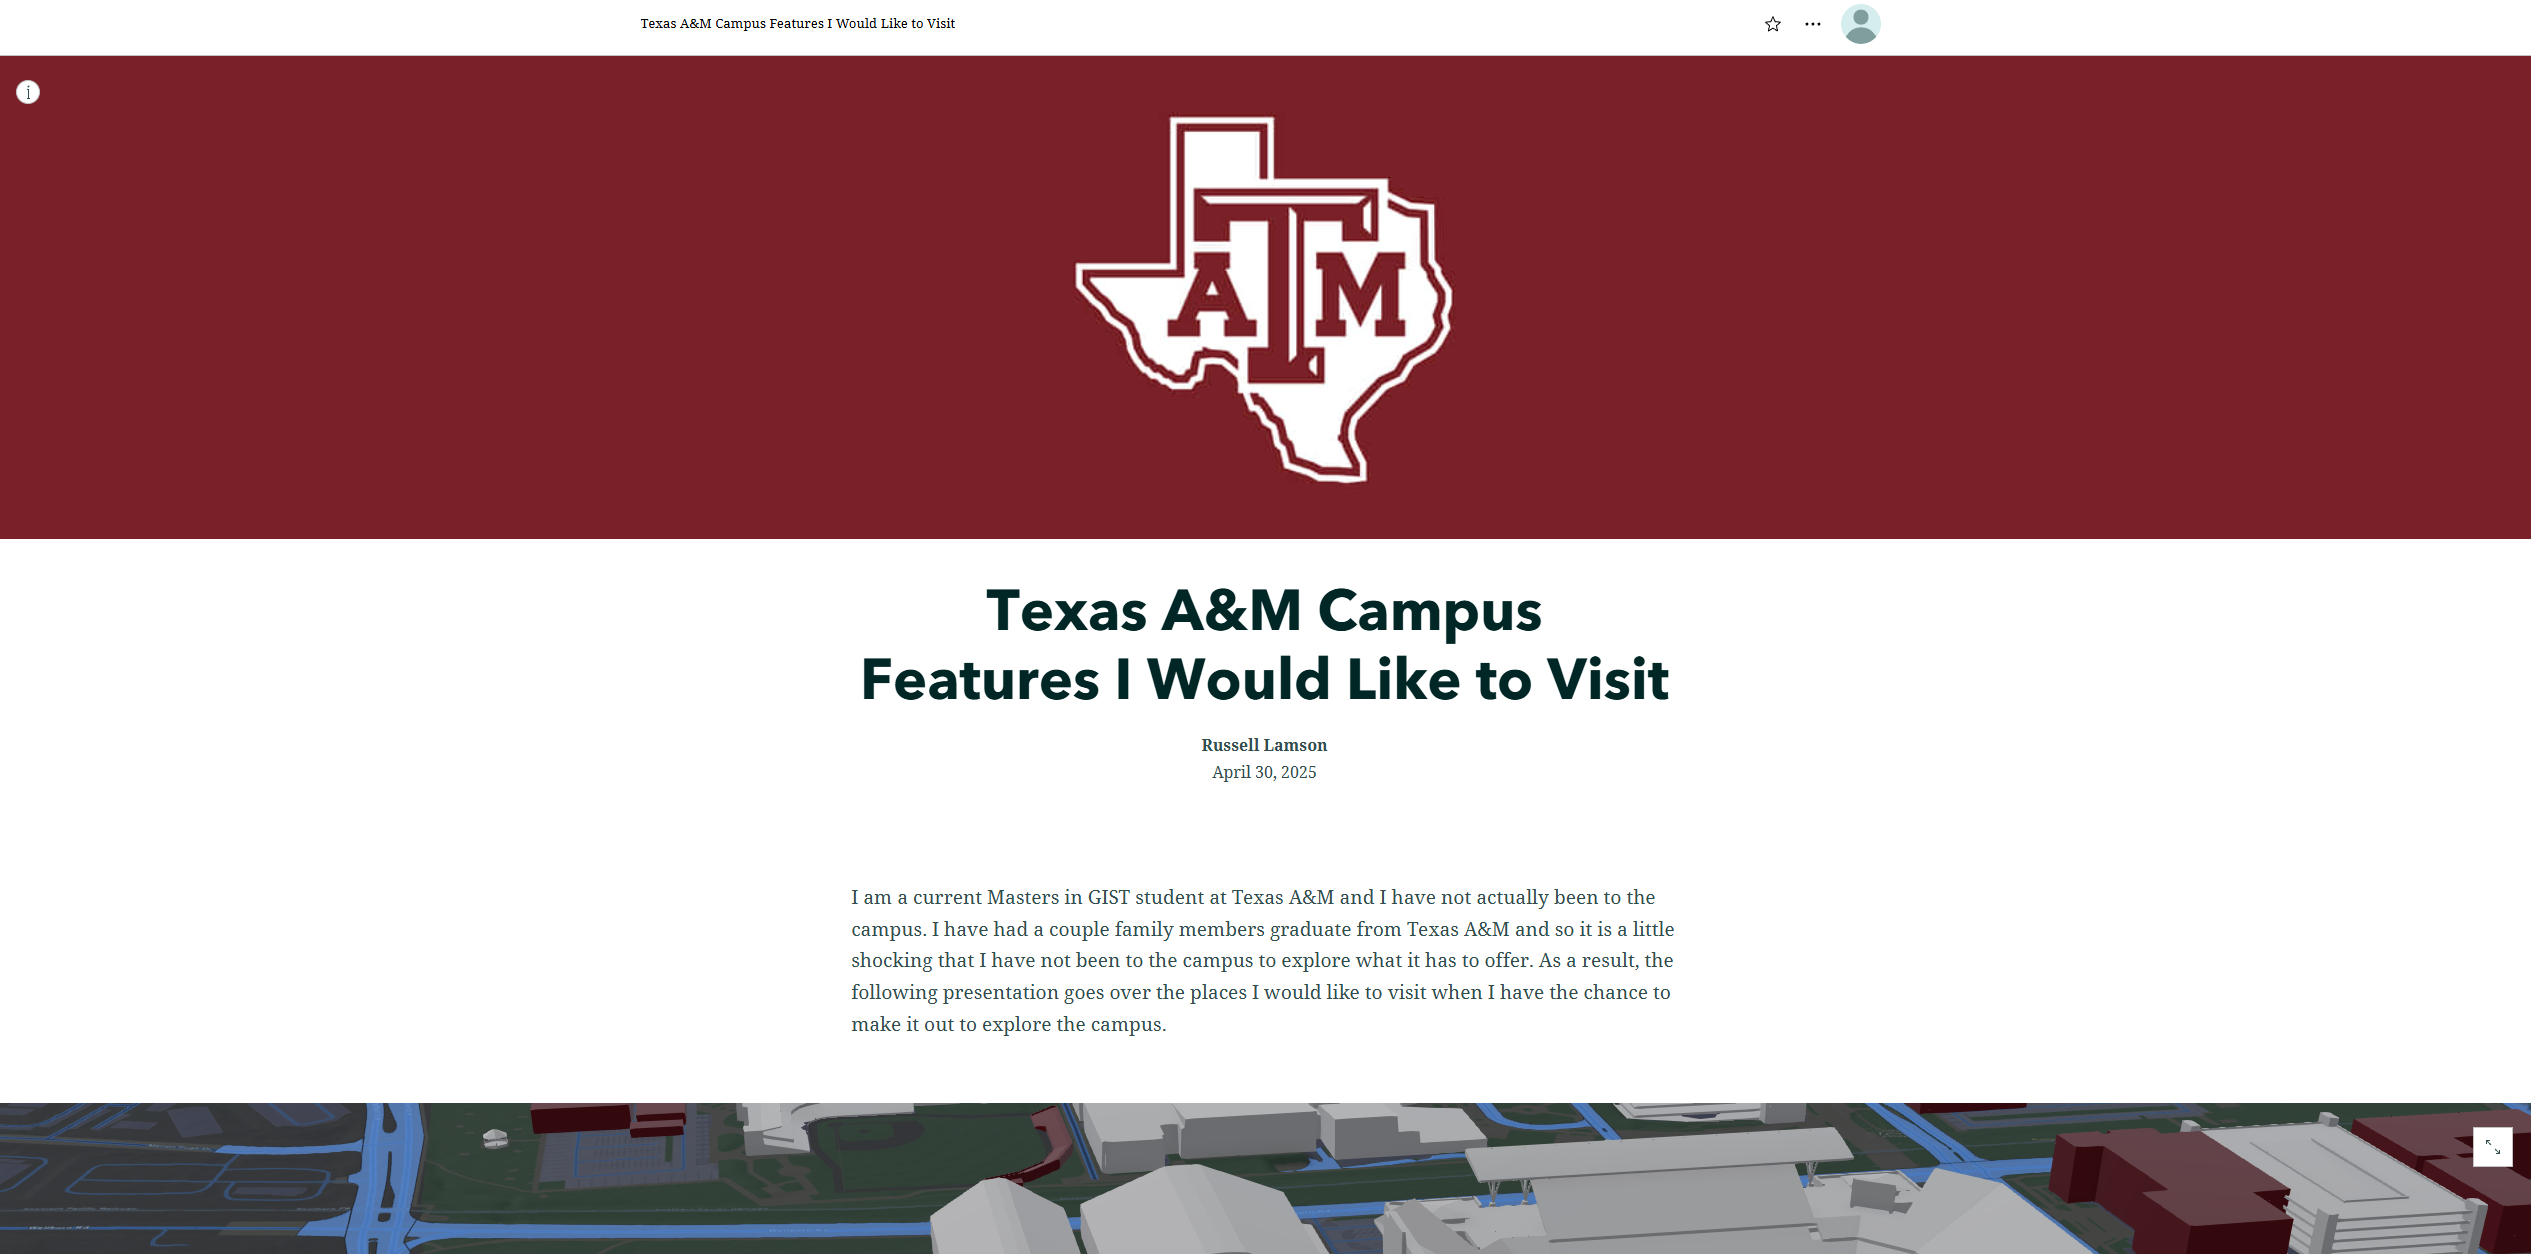 Texas A&M Campus Features I Would Like to Visit
i
ATM
Texas A&M Campus
Features I Would Like to Visit
Russell Lamson
April 30, 2025
I am a current Masters in GIST student at Texas A&M and I have not actually been to the
campus. I have had a couple family members graduate from Texas A&M and so it is a little
shocking that I have not been to the campus to explore what it has to offer. As a result, the
following presentation goes over the places I would like to visit when I have the chance to
make it out to explore the campus.